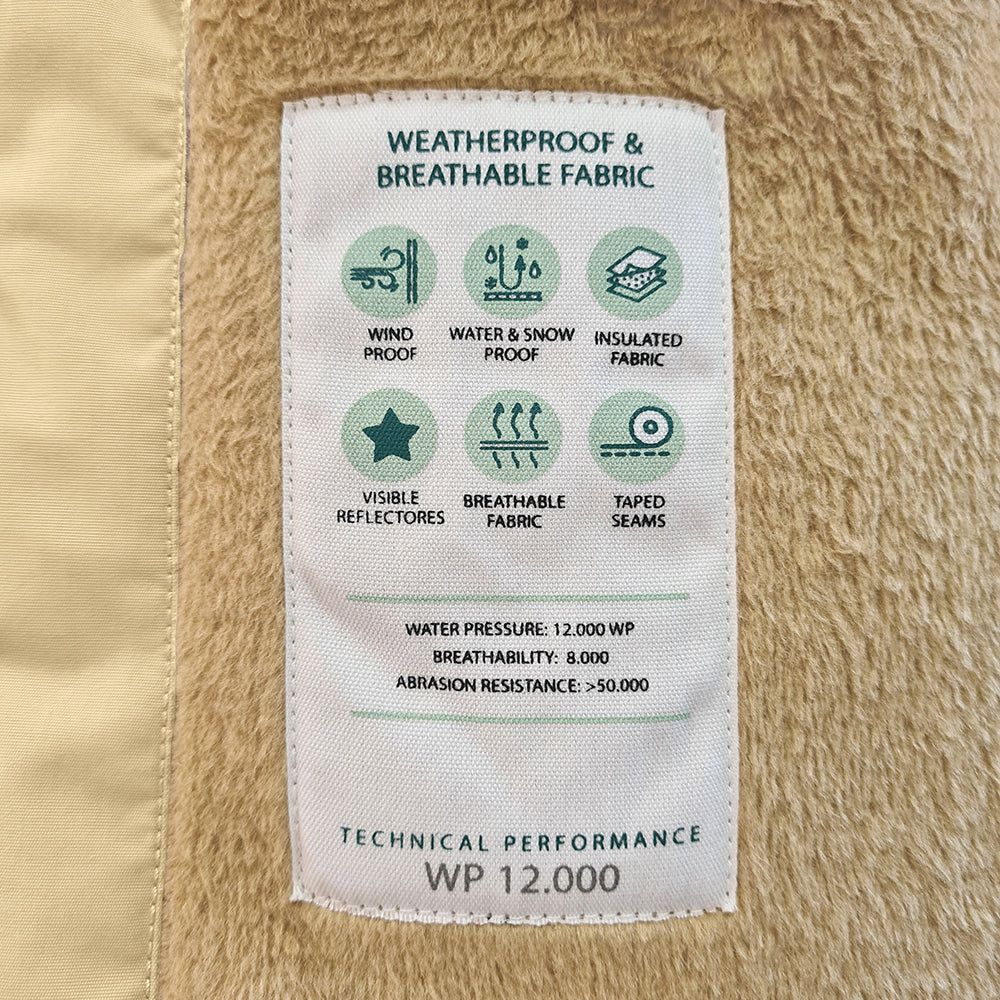 WEATHERPROOF &
BREATHABLE FABRIC
WIND
PROOF
WATER & SNOW
PROOF
INSULATED
FABRIC
VISIBLE
REFLECTORES
BREATHABLE
FABRIC
TAPED
SEAMS
WATER PRESSURE: 12.000 WP
BREATHABILITY: 8.000
ABRASION RESISTANCE: >50.000
TECHNICAL PERFORMANCE
WP 12.000